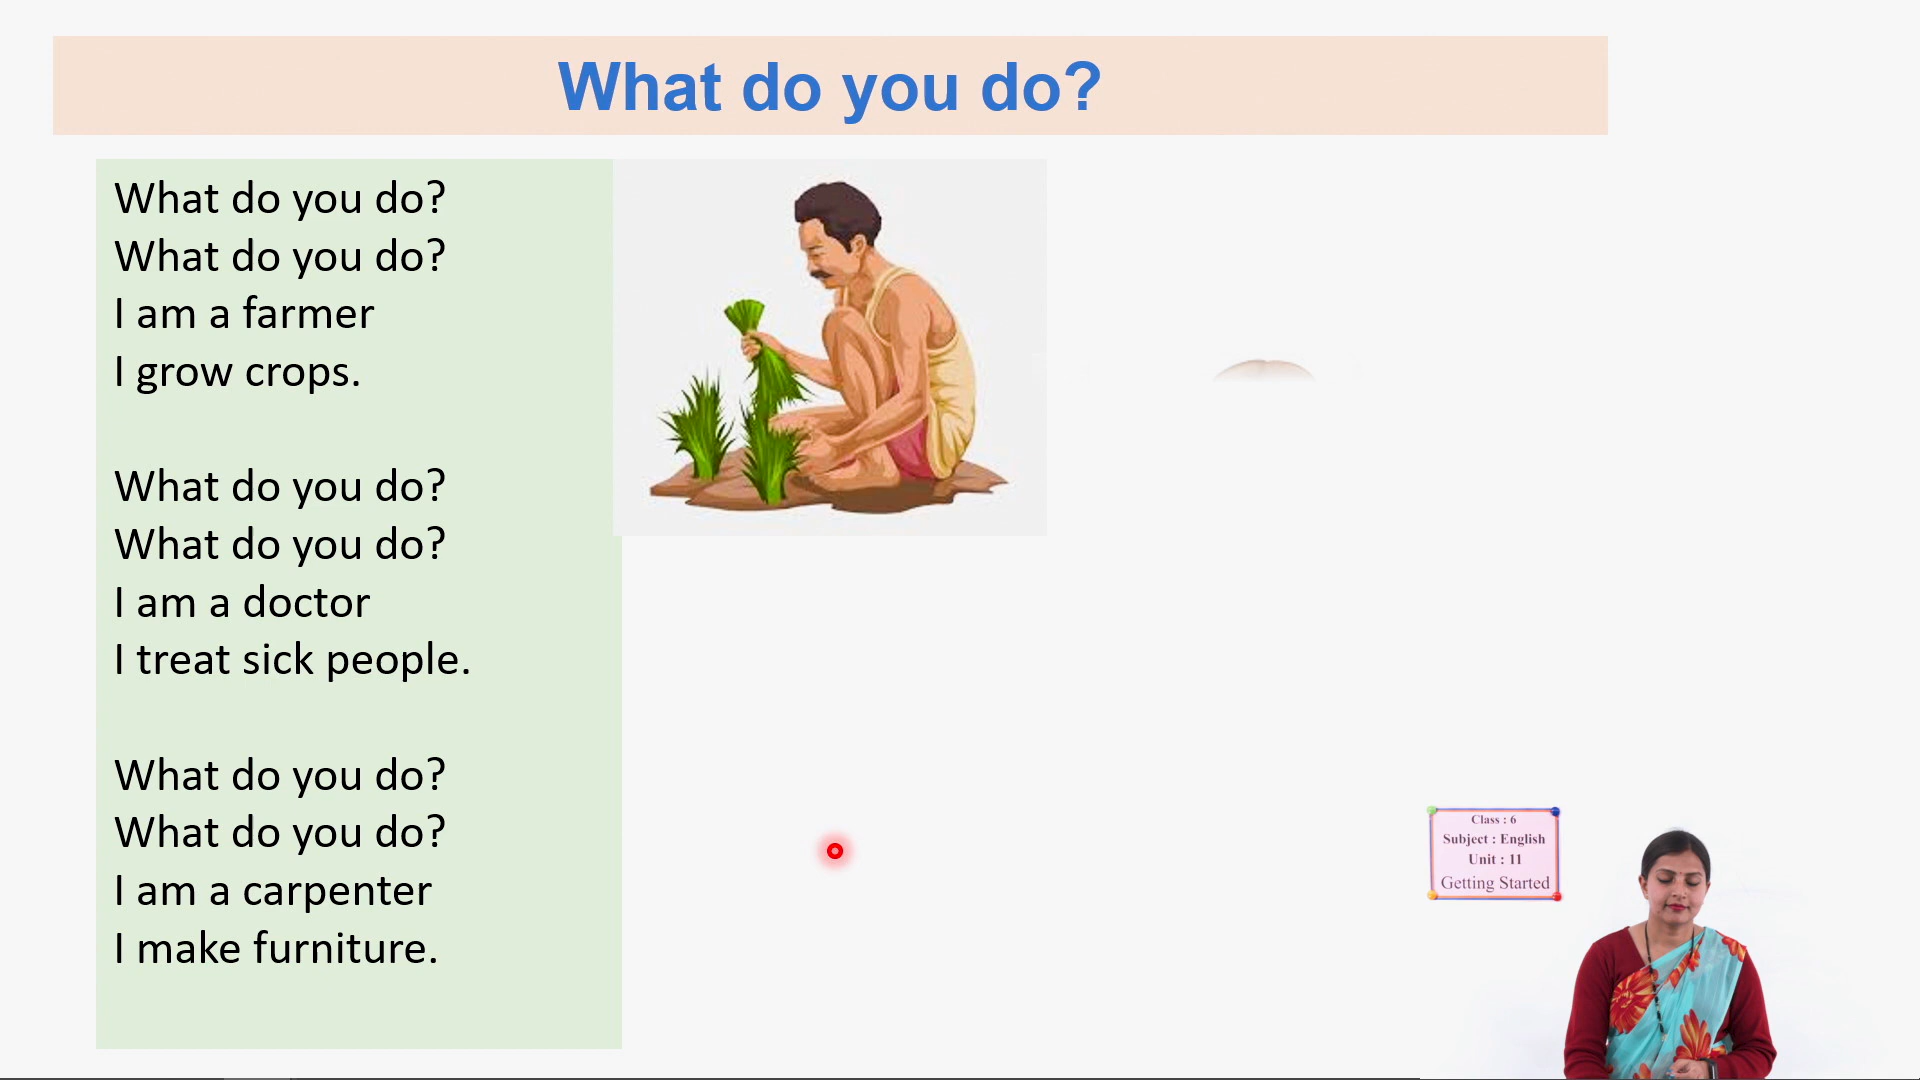 What do you do?
What do you do?
What do you do?
I am a farmer
I grow crops.
What do you do?
What do you do?
I am a doctor
I treat sick people.
What do you do?
What do you do?
I am a carpenter
I make furniture.
Class : 6
Subject : English
Unit : 11
Getting Started